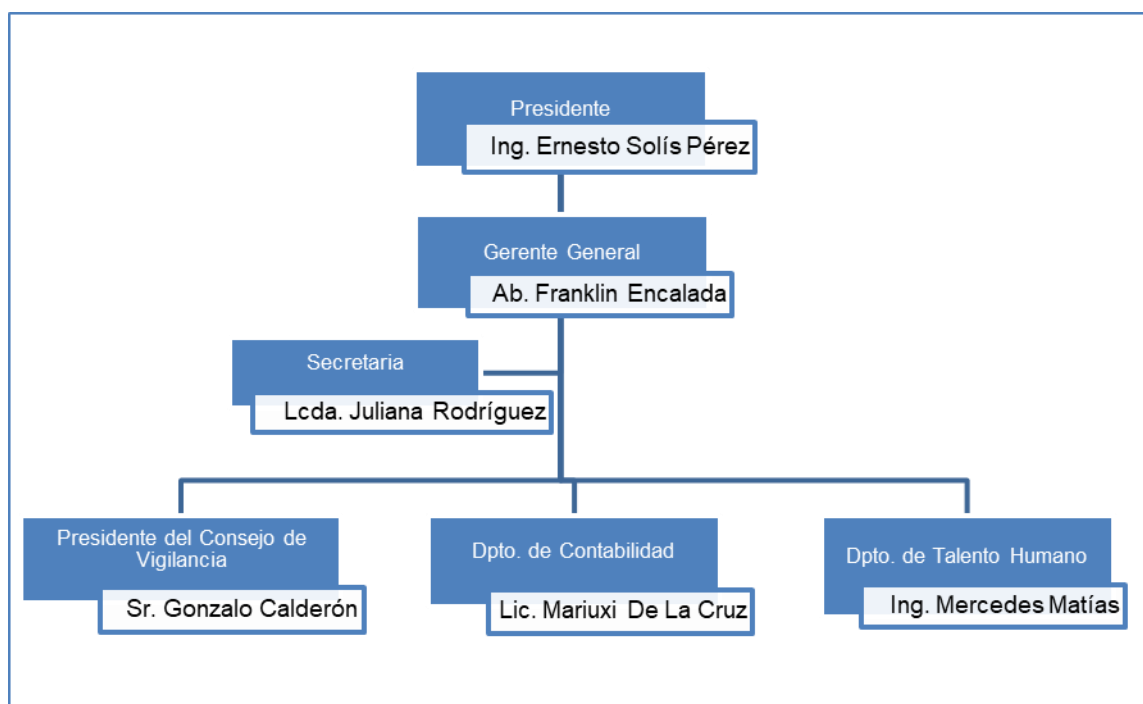 Presidente
Ing. Ernesto Solís Pérez
Gerente General
Ab. Franklin Encalada
Secretaria
Lcda. Juliana Rodríguez
Presidente del Consejo de
Vigilancia
Sr. Gonzalo Calderón
Dpto. de Contabilidad
Lic. Mariuxi De La Cruz
Dpto. de Talento Humano
Ing. Mercedes Matías